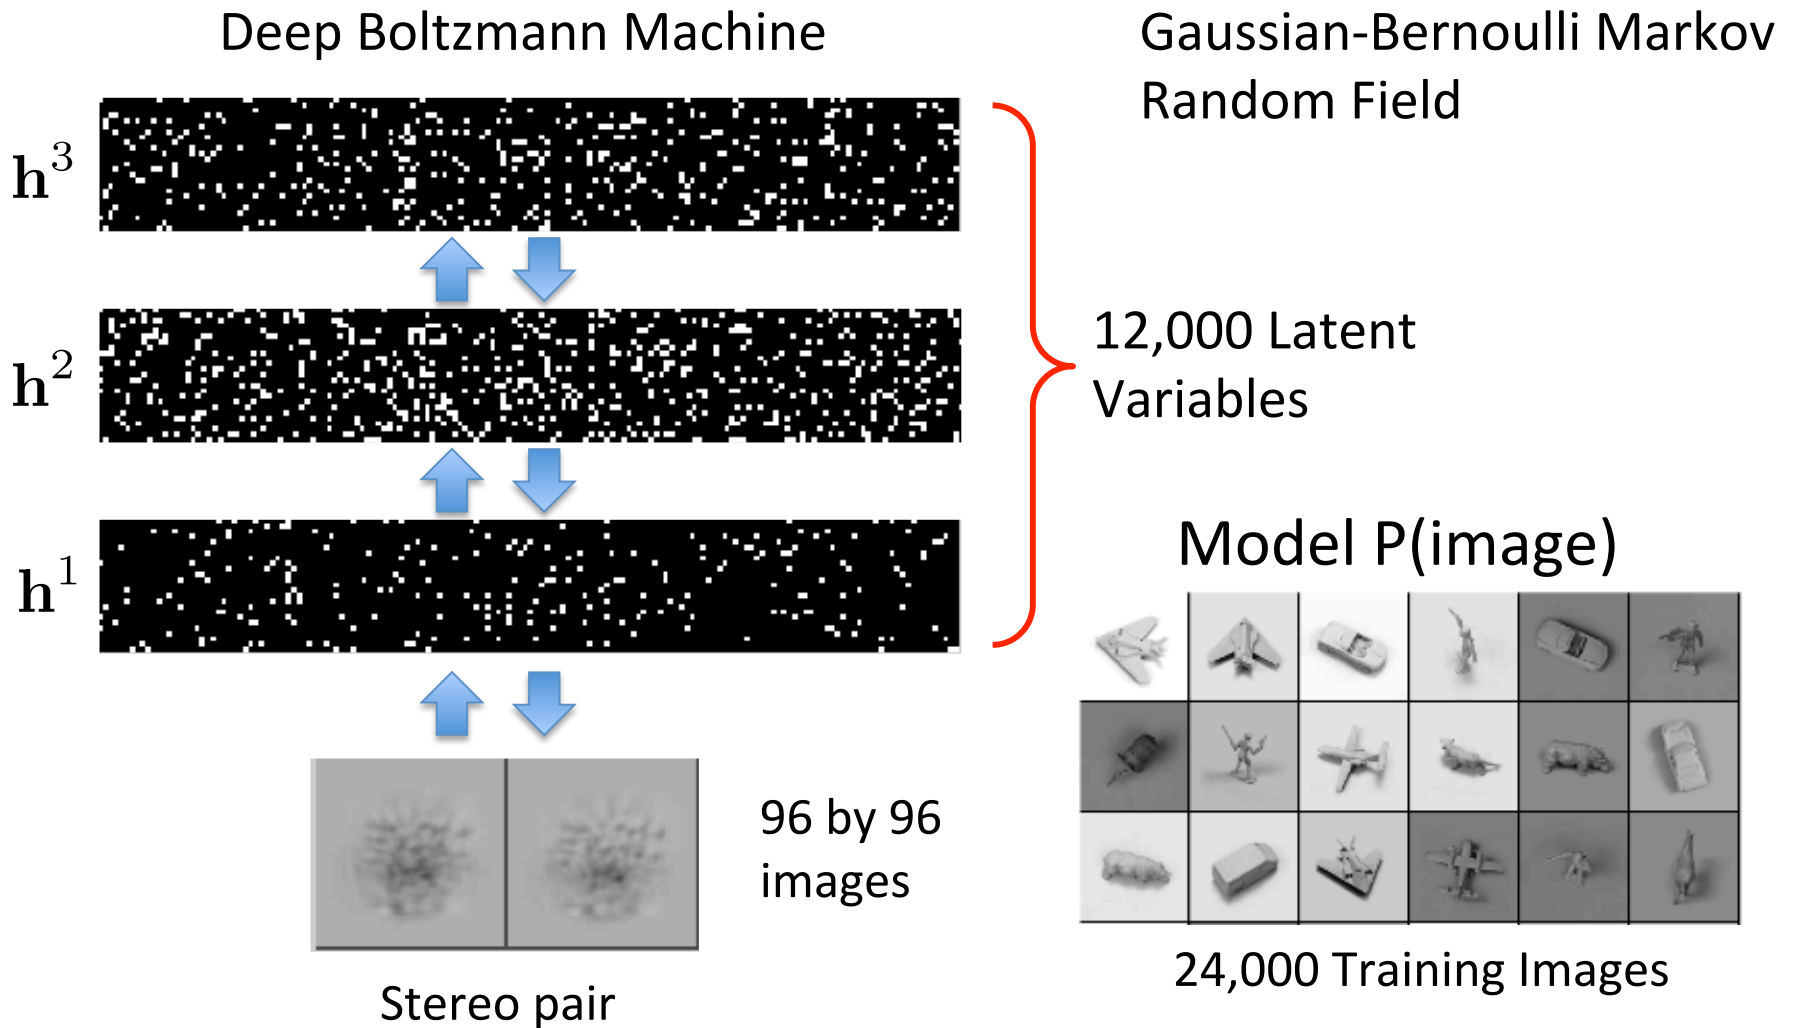 Deep Boltzmann Machine
Gaussian-Bernoulli Markov
Random Field
h³
h²
h¹
12,000 Latent
Variables
Model P(image)
96 by 96
images
Stereo pair
24,000 Training Images